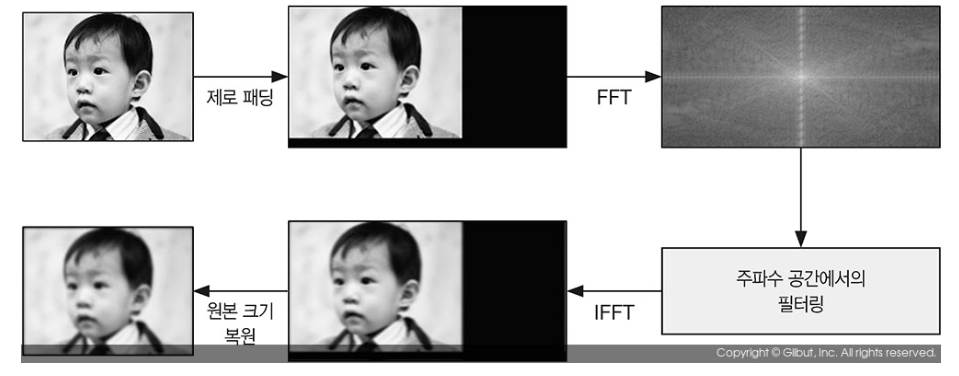 제로 패딩
FFT
주파수 공간에서의
필터링
IFFT
원본 크기
복원
Copyright © Gilbut, Inc. All rights reserved.